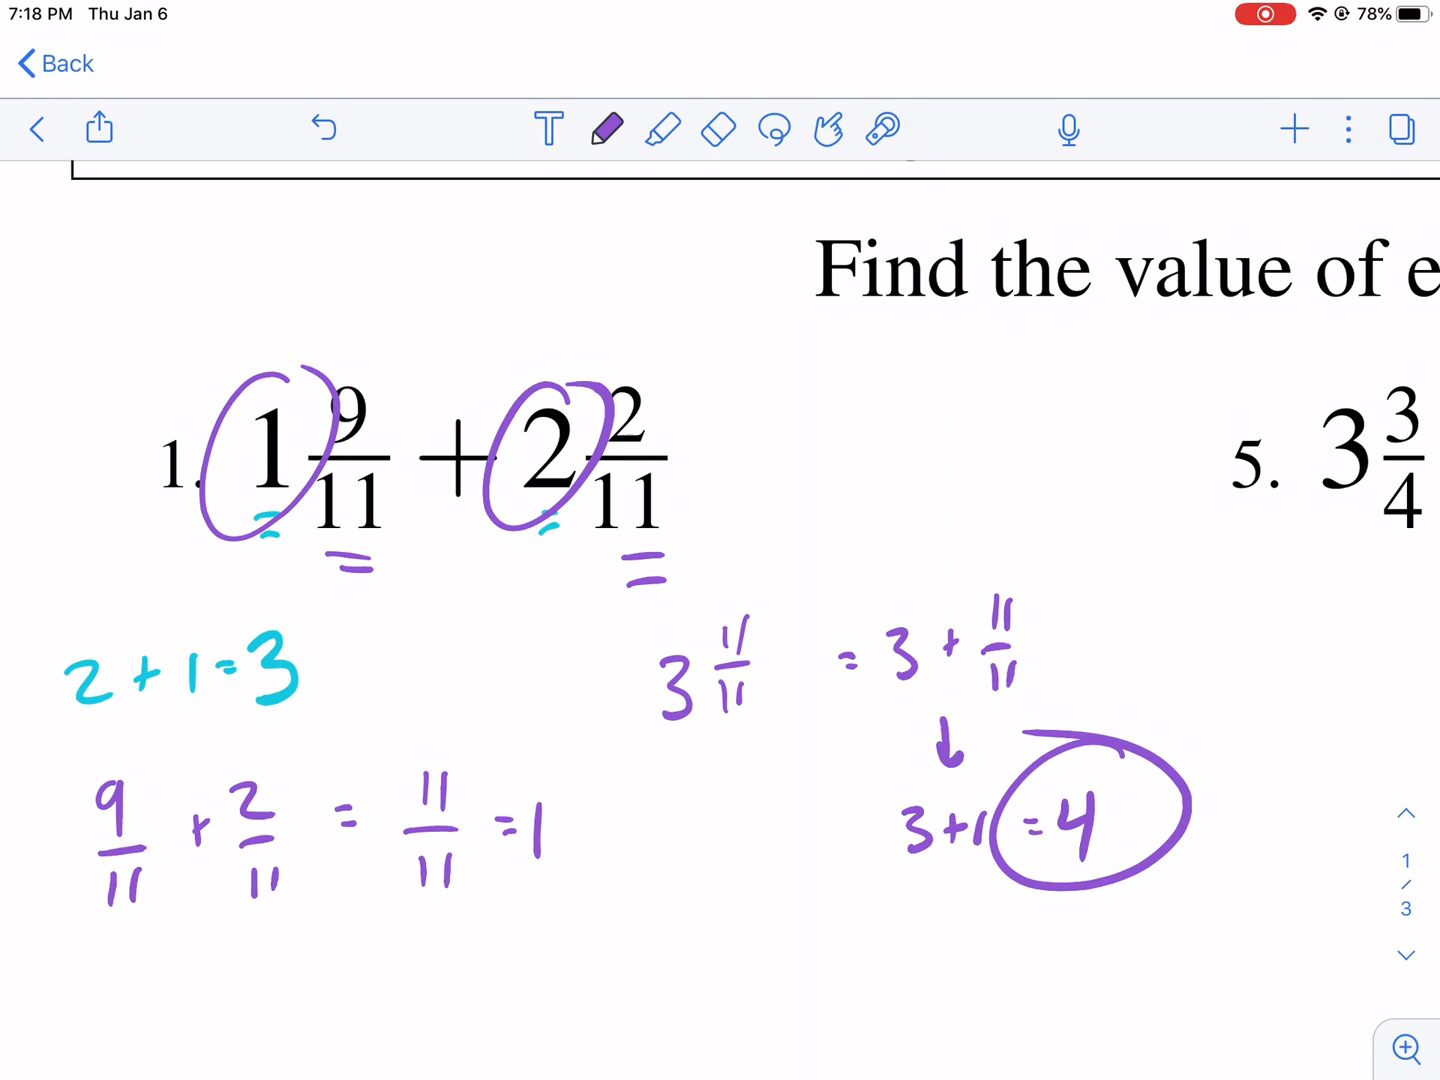 7:18 PM Thu Jan 6
78%
Back
Find the value of e
1. 1 9/11 + 2 2/11
5. 3 3/4
2 + 1 = 3
3 11/11 = 3 + 11/11
9/11 + 2/11 = 11/11 = 1
3 + 1 = 4
1
/
3